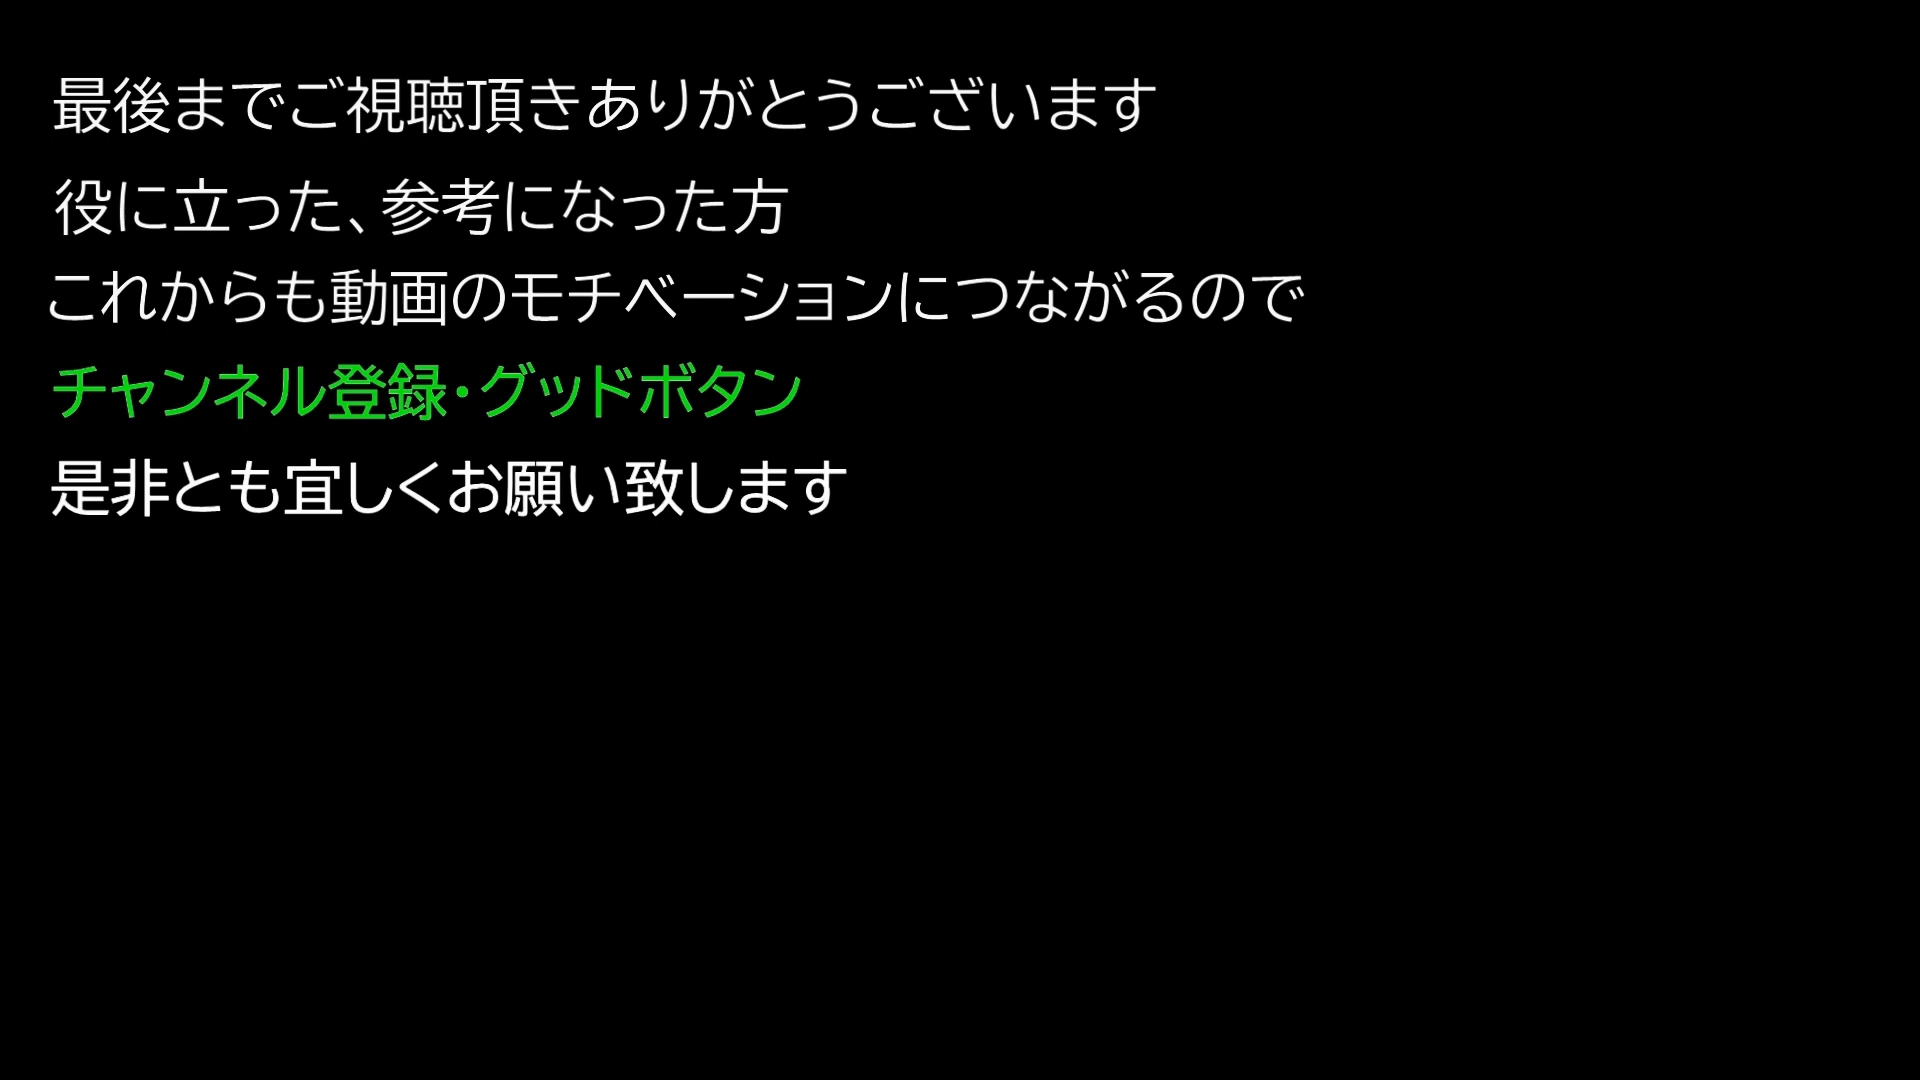 最後までご視聴頂きありがとうございます
役に立った、参考になった方
これからも動画のモチベーションにつながるので
チャンネル登録・グッドボタン
是非とも宜しくお願い致します